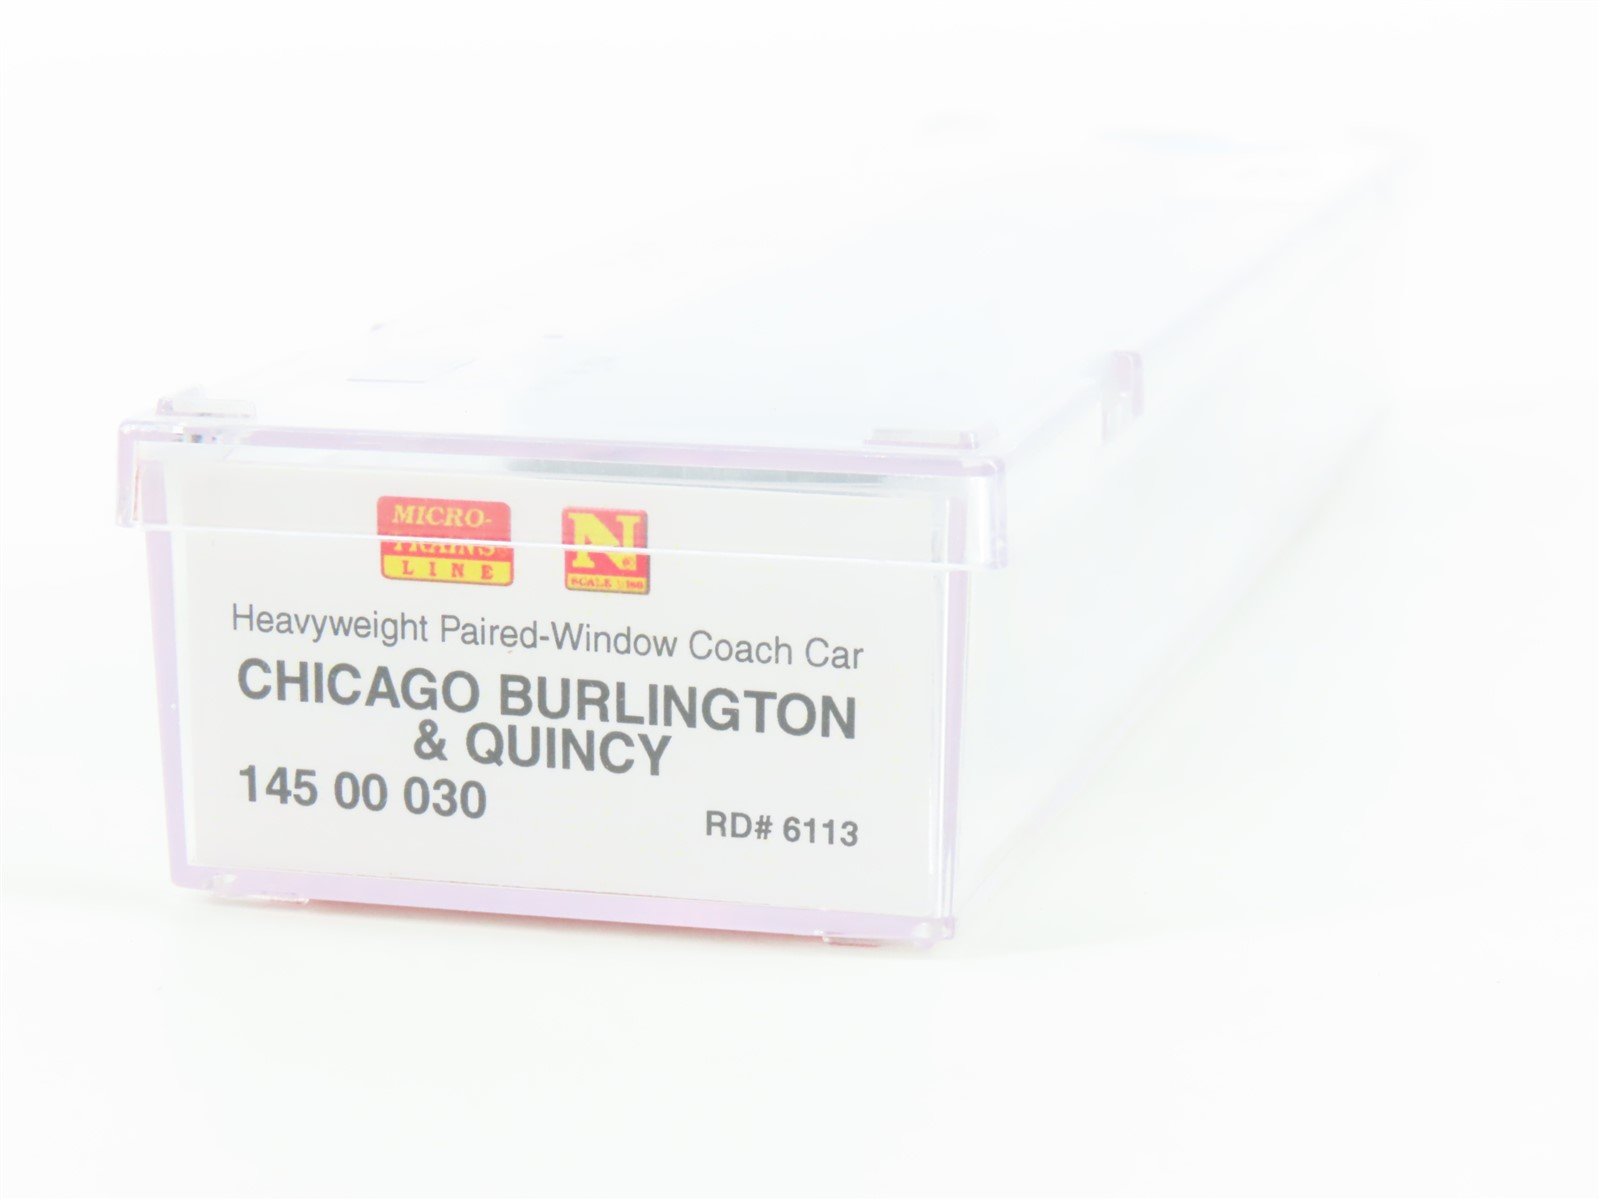 MICRO-
TRAINS
LINE
N
SCALE 1:160
Heavyweight Paired-Window Coach Car
CHICAGO BURLINGTON
& QUINCY
145 00 030
RD# 6113